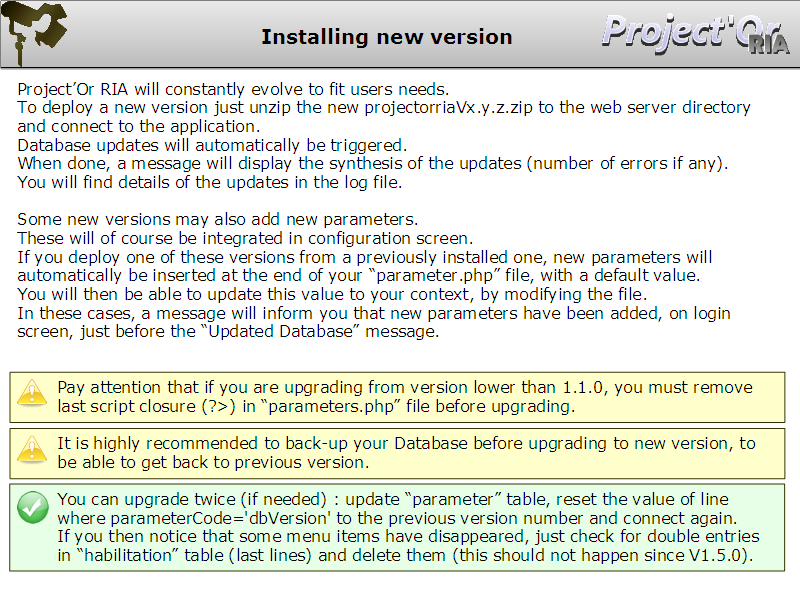 Installing new version
Project'Or
RIA
Project’Or RIA will constantly evolve to fit users needs.
To deploy a new version just unzip the new projectorriaVx.y.z.zip to the web server directory
and connect to the application.
Database updates will automatically be triggered.
When done, a message will display the synthesis of the updates (number of errors if any).
You will find details of the updates in the log file.
Some new versions may also add new parameters.
These will of course be integrated in configuration screen.
If you deploy one of these versions from a previously installed one, new parameters will
automatically be inserted at the end of your “parameter.php” file, with a default value.
You will then be able to update this value to your context, by modifying the file.
In these cases, a message will inform you that new parameters have been added, on login
screen, just before the “Updated Database” message.
Pay attention that if you are upgrading from version lower than 1.1.0, you must remove
last script closure (?>) in “parameters.php” file before upgrading.
It is highly recommended to back-up your Database before upgrading to new version, to
be able to get back to previous version.
You can upgrade twice (if needed) : update “parameter” table, reset the value of line
where parameterCode='dbVersion' to the previous version number and connect again.
If you then notice that some menu items have disappeared, just check for double entries
in “habilitation” table (last lines) and delete them (this should not happen since V1.5.0).